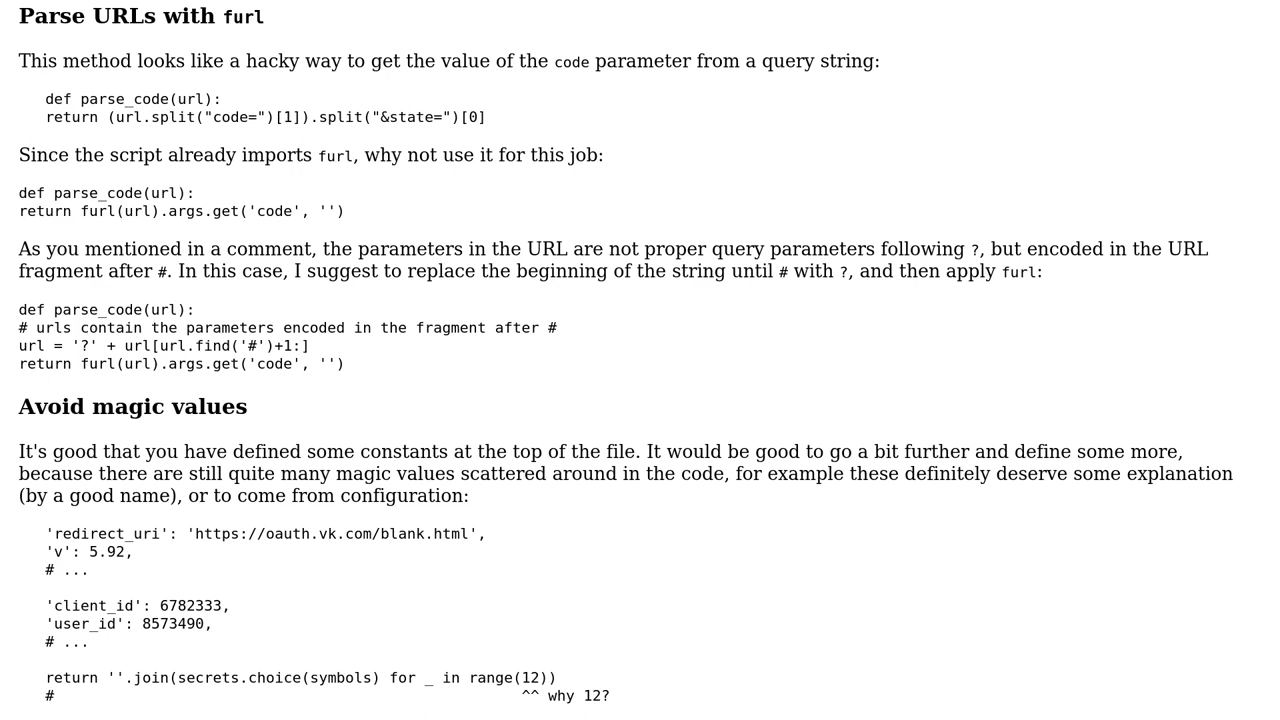 Parse URLs with furl
This method looks like a hacky way to get the value of the code parameter from a query string:
def parse_code(url):
return (url.split("code=")[1]).split("&state=")[0]
Since the script already imports furl, why not use it for this job:
def parse_code(url):
return furl(url).args.get('code', '')
As you mentioned in a comment, the parameters in the URL are not proper query parameters following ?, but encoded in the URL
fragment after #. In this case, I suggest to replace the beginning of the string until # with ?, and then apply furl:
def parse_code(url):
# urls contain the parameters encoded in the fragment after #
url = '?' + url[url.find('#')+1:]
return furl(url).args.get('code', '')
Avoid magic values
It's good that you have defined some constants at the top of the file. It would be good to go a bit further and define some more,
because there are still quite many magic values scattered around in the code, for example these definitely deserve some explanation
(by a good name), or to come from configuration:
'redirect_uri': 'https://oauth.vk.com/blank.html',
'v': 5.92,
# ...
'client_id': 6782333,
'user_id': 8573490,
# ...
return ''.join(secrets.choice(symbols) for _ in range(12))
# ^^ why 12?